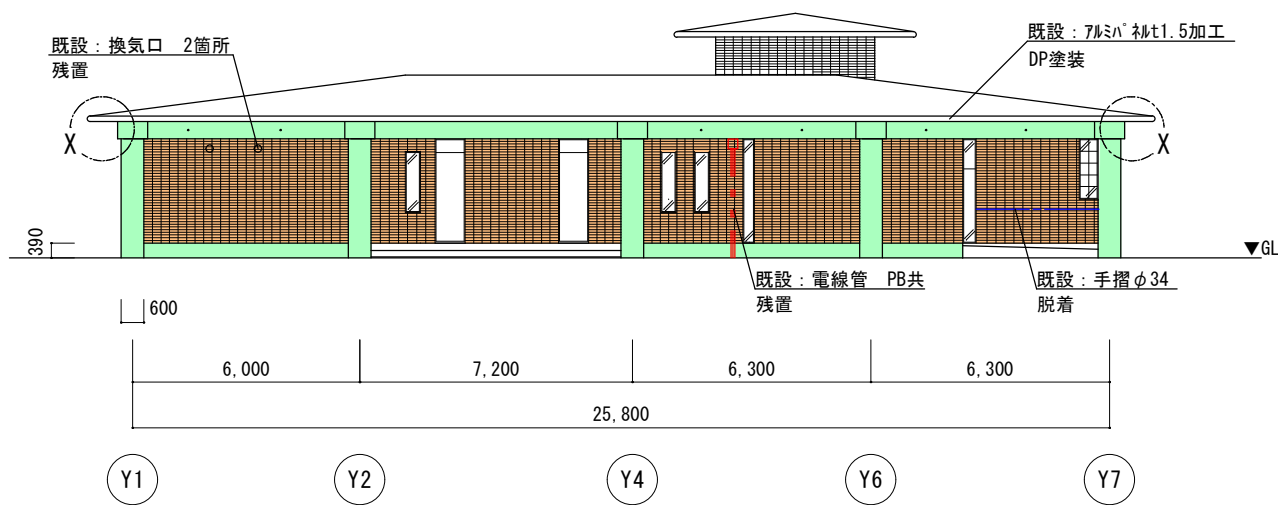 既設：換気口　2箇所
残置
既設：ｱﾙﾐﾊﾟﾈﾙt1.5加工
DP塗装
X
X
390
▼GL
既設：電線管　PB共
残置
既設：手摺φ34
脱着
600
6,000
7,200
6,300
6,300
25,800
Y1
Y2
Y4
Y6
Y7